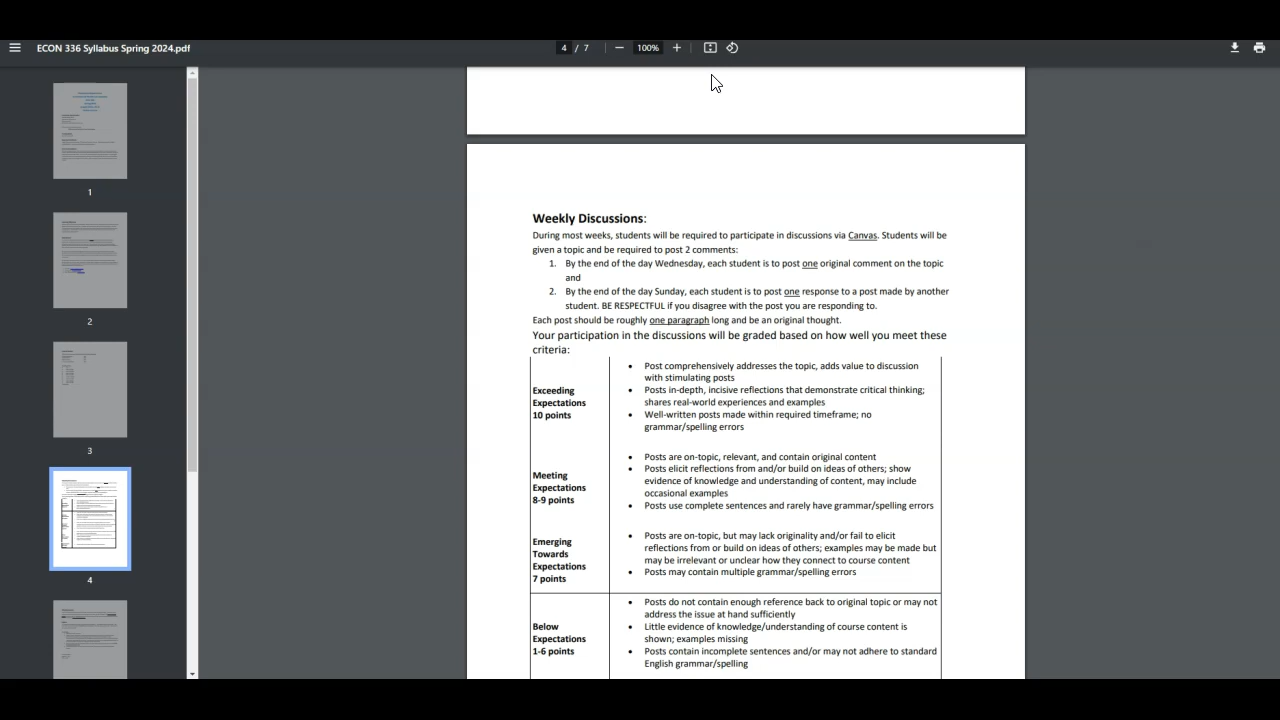 ECON 336 Syllabus Spring 2024.pdf
4 / 7
100%
1
2
3
4
Weekly Discussions:
During most weeks, students will be required to participate in discussions via Canvas. Students will be
given a topic and be required to post 2 comments:
1. By the end of the day Wednesday, each student is to post one original comment on the topic
and
2. By the end of the day Sunday, each student is to post one response to a post made by another
student. BE RESPECTFUL if you disagree with the post you are responding to.
Each post should be roughly one paragraph long and be an original thought.
Your participation in the discussions will be graded based on how well you meet these
criteria:
Exceeding
Expectations
10 points
• Post comprehensively addresses the topic, adds value to discussion
with stimulating posts
• Posts in-depth, incisive reflections that demonstrate critical thinking;
shares real-world experiences and examples
• Well-written posts made within required timeframe; no
grammar/spelling errors
Meeting
Expectations
8-9 points
• Posts are on-topic, relevant, and contain original content
• Posts elicit reflections from and/or build on ideas of others; show
evidence of knowledge and understanding of content, may include
occasional examples
• Posts use complete sentences and rarely have grammar/spelling errors
Emerging
Towards
Expectations
7 points
• Posts are on-topic, but may lack originality and/or fail to elicit
reflections from or build on ideas of others; examples may be made but
may be irrelevant or unclear how they connect to course content
• Posts may contain multiple grammar/spelling errors
Below
Expectations
1-6 points
• Posts do not contain enough reference back to original topic or may not
address the issue at hand sufficiently
• Little evidence of knowledge/understanding of course content is
shown; examples missing
• Posts contain incomplete sentences and/or may not adhere to standard
English grammar/spelling